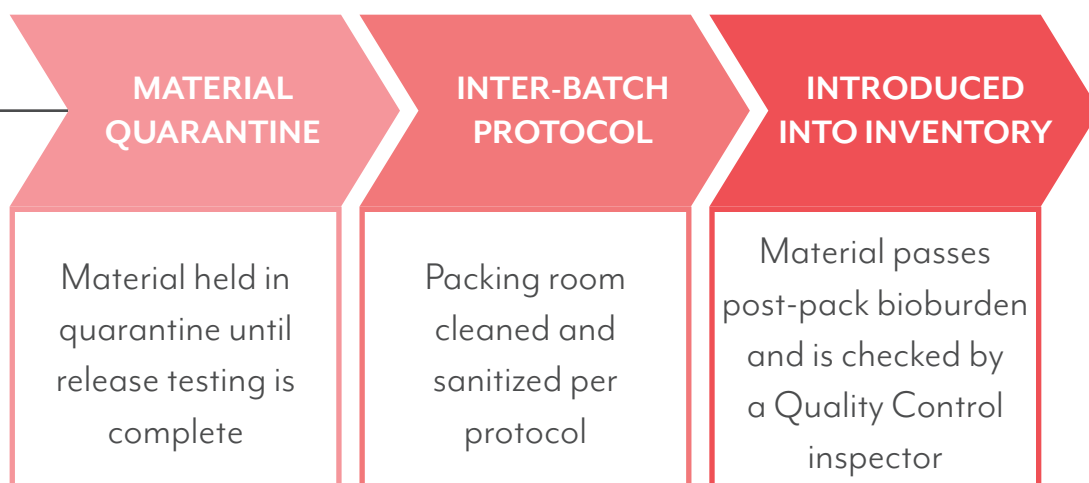 MATERIAL
QUARANTINE
Material held in
quarantine until
release testing is
complete
INTER-BATCH
PROTOCOL
Packing room
cleaned and
sanitized per
protocol
INTRODUCED
INTO INVENTORY
Material passes
post-pack bioburden
and is checked by
a Quality Control
inspector